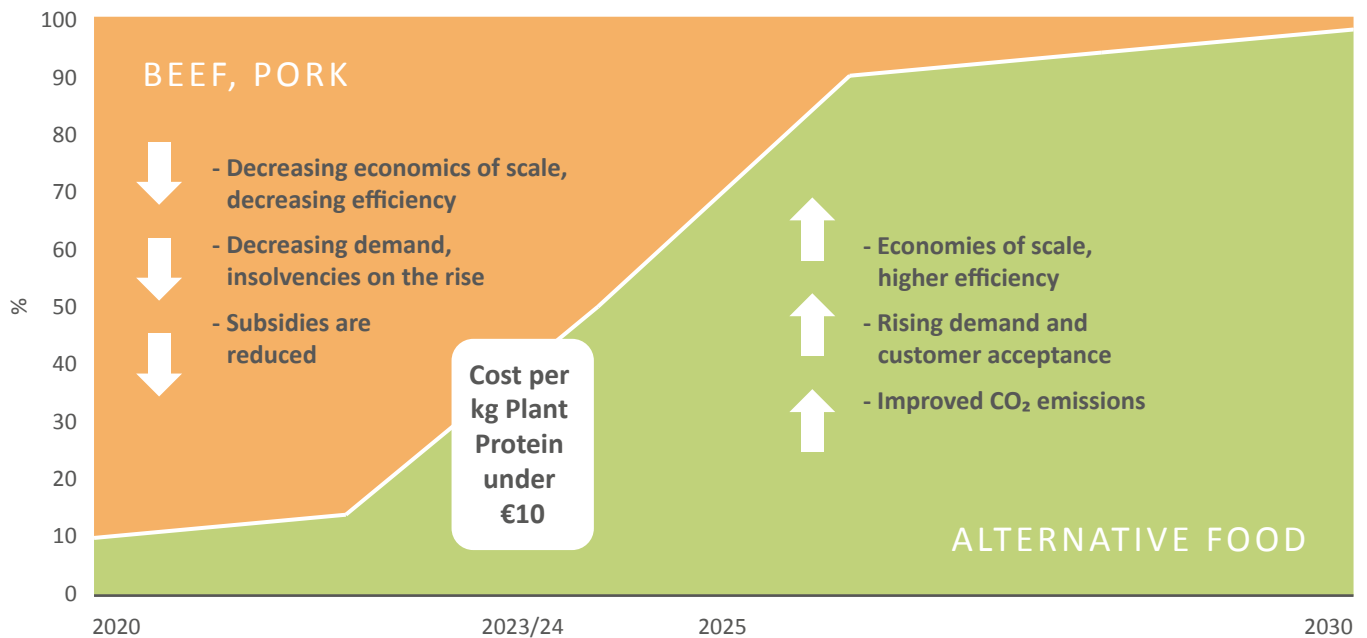 100
90
80
70
60
50
40
30
20
10
0
%
BEEF, PORK
- Decreasing economics of scale,
decreasing efficiency
- Decreasing demand,
insolvencies on the rise
- Subsidies are
reduced
Cost per
kg Plant
Protein
under
€10
- Economies of scale,
higher efficiency
- Rising demand and
customer acceptance
- Improved CO₂ emissions
ALTERNATIVE FOOD
2020
2023/24
2025
2030